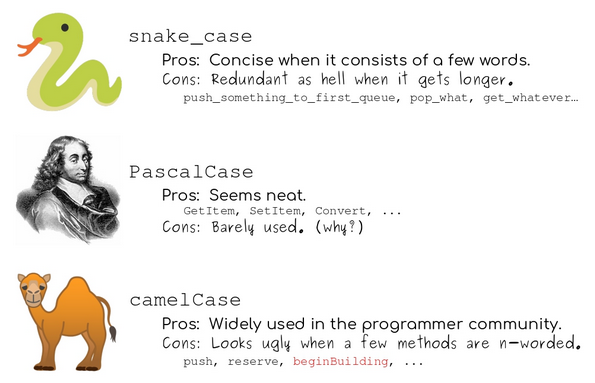 snake_case
Pros: Concise when it consists of a few words.
Cons: Redundant as hell when it gets longer.
push_something_to_first_queue, pop_what, get_whatever…
PascalCase
Pros: Seems neat.
GetItem, SetItem, Convert, ...
Cons: Barely used. (why?)
camelCase
Pros: Widely used in the programmer community.
Cons: Looks ugly when a few methods are n-worded.
push, reserve, beginBuilding, ...